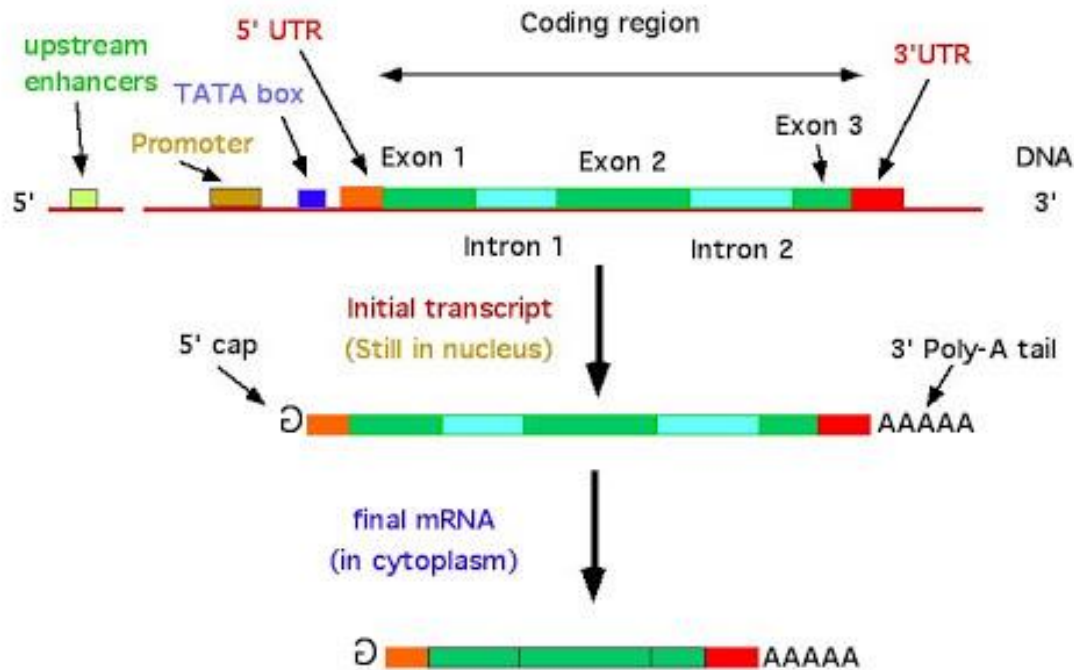 5' UTR
Coding region
3'UTR
upstream
enhancers
TATA box
Promoter
Exon 1
Exon 2
Exon 3
DNA
5'
3'
Intron 1
Intron 2
Initial transcript
(Still in nucleus)
5' cap
3' Poly-A tail
G
AAAAA
final mRNA
(in cytoplasm)
G
AAAAA